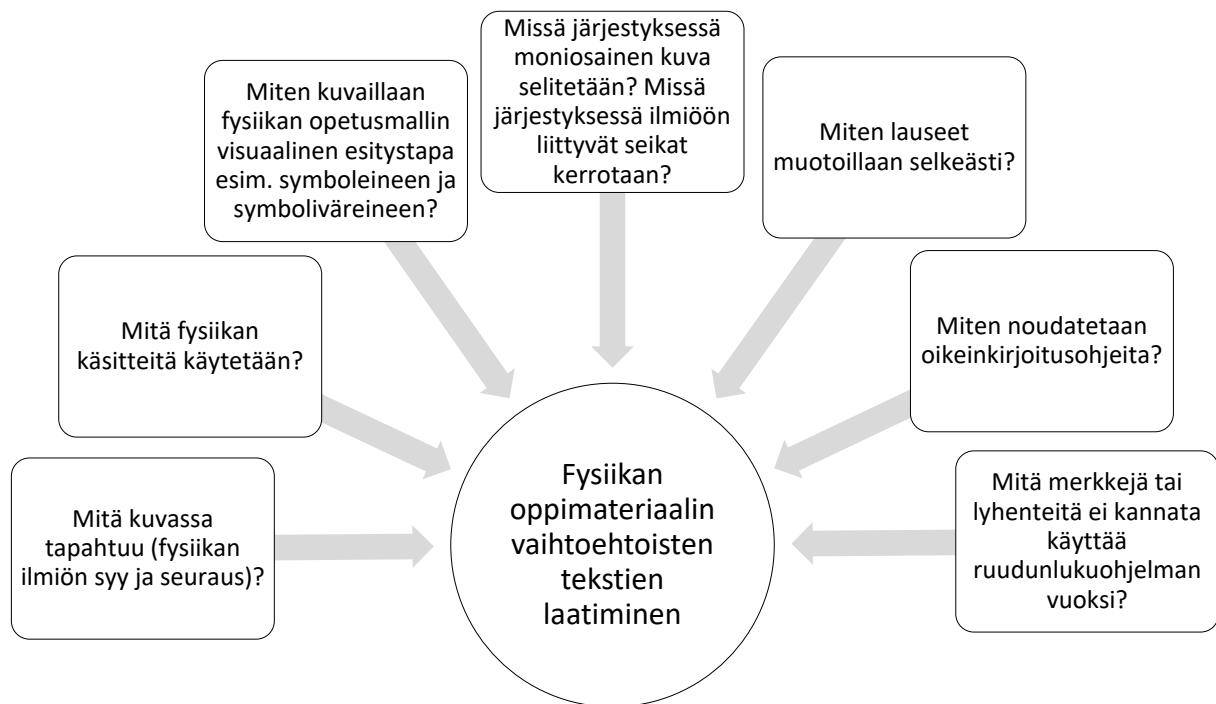 Missä järjestyksessä
moniosainen kuva
selitetään? Missä
järjestyksessä ilmiöön
liittyvät seikat
kerrotaan?
Miten kuvaillaan
fysiikan opetusmallin
visuaalinen esitystapa
esim. symboleineen ja
symboliväreineen?
Miten lauseet
muotoillaan selkeästi?
Mitä fysiikan
käsitteitä käytetään?
Miten noudatetaan
oikeinkirjoitusohjeita?
Mitä kuvassa
tapahtuu (fysiikan
ilmiön syy ja seuraus)?
Fysiikan
oppimateriaalin
vaihtoehtoisten
tekstien
laatiminen
Mitä merkkejä tai
lyhenteitä ei kannata
käyttää
ruudunlukuohjelman
vuoksi?